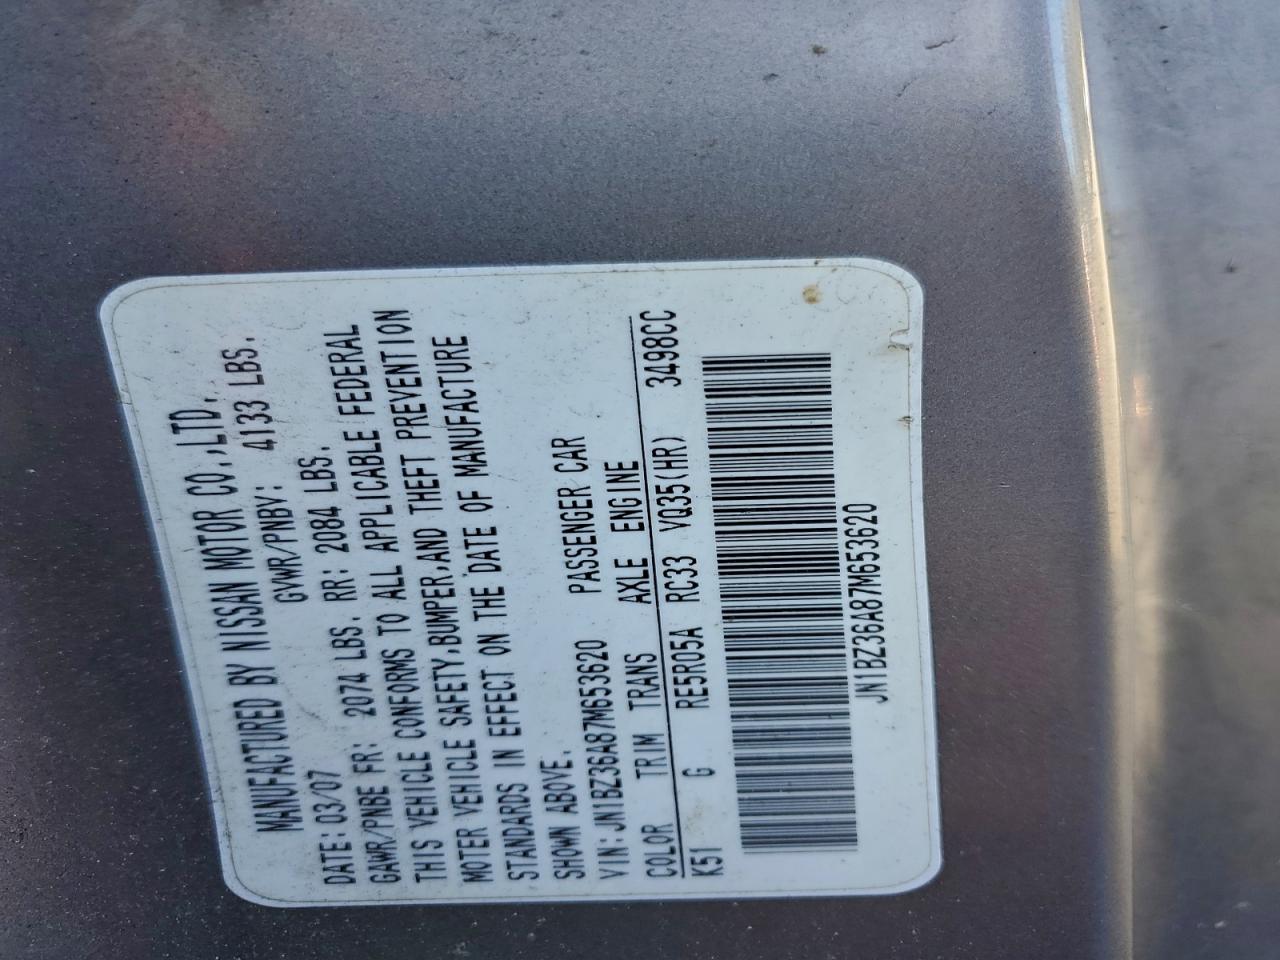 MANUFACTURED BY NISSAN MOTOR CO.,LTD.
DATE:03/07 GVWR/PNBV: 4133 LBS.
GAWR/PNBE FR: 2074 LBS. RR: 2084 LBS.
THIS VEHICLE CONFORMS TO ALL APPLICABLE FEDERAL
MOTER VEHICLE SAFETY,BUMPER,AND THEFT PREVENTION
STANDARDS IN EFFECT ON THE DATE OF MANUFACTURE
SHOWN ABOVE.
VIN:JN1BZ36A87M653620 PASSENGER CAR
COLOR TRIM TRANS AXLE ENGINE
K51 G RE5R05A RC33 VQ35(HR) 3498CC
JN1BZ36A87M653620